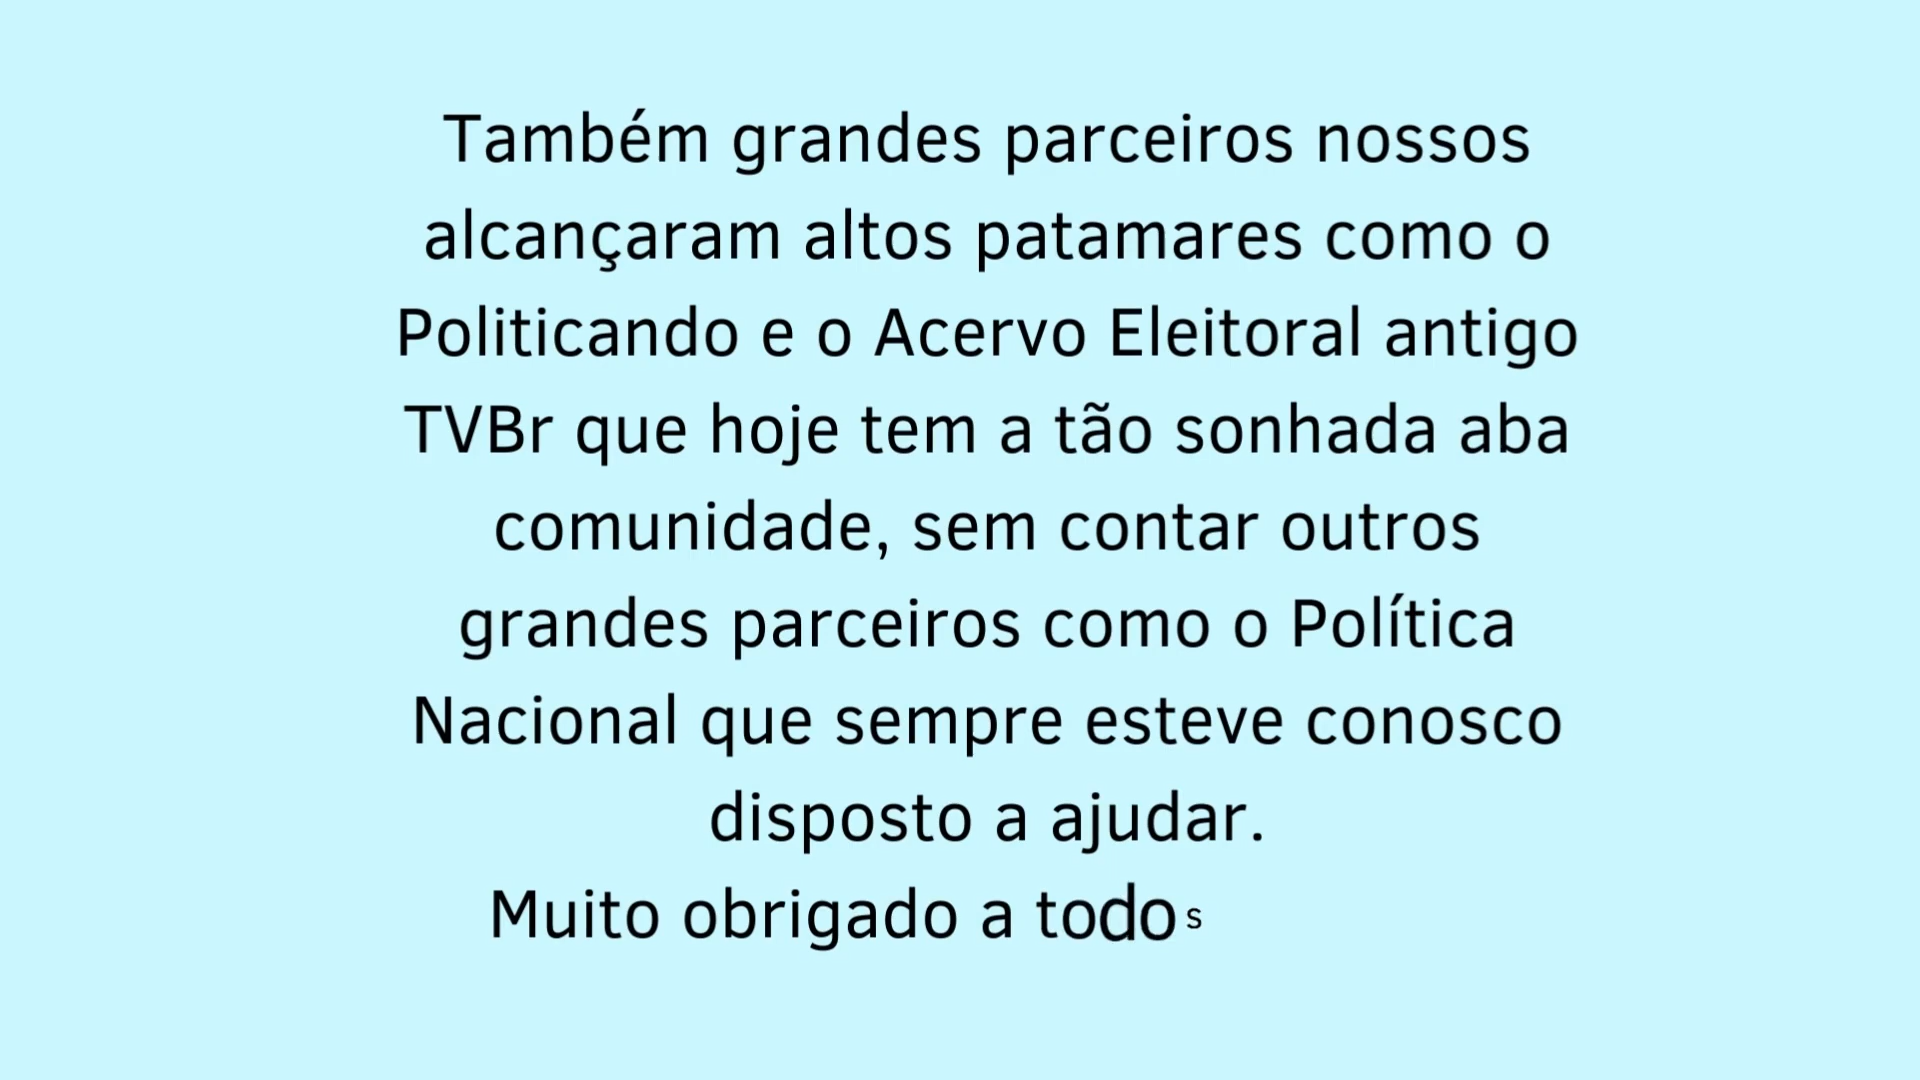 Também grandes parceiros nossos
alcançaram altos patamares como o
Politicando e o Acervo Eleitoral antigo
TVBr que hoje tem a tão sonhada aba
comunidade, sem contar outros
grandes parceiros como o Política
Nacional que sempre esteve conosco
disposto a ajudar.
Muito obrigado a todos